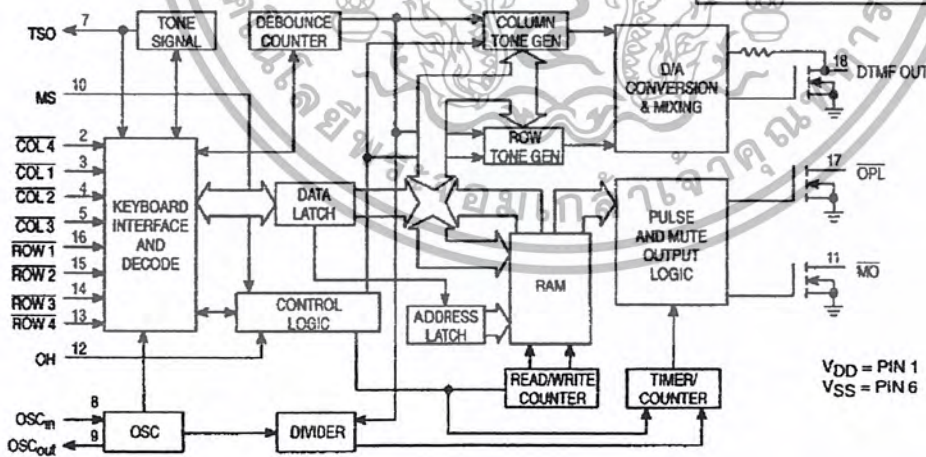 TSO
7
TONE
SIGNAL
DEBOUNCE
COUNTER
COLUMN
TONE GEN
D/A
CONVERSION
& MIXING
18
DTMF OUT
MS
10
ROW
TONE GEN
COL 4
2
COL 1
3
COL 2
4
COL 3
5
ROW 1
16
ROW 2
15
ROW 3
14
ROW 4
13
KEYBOARD
INTERFACE
AND
DECODE
DATA
LATCH
CONTROL
LOGIC
ADDRESS
LATCH
RAM
PULSE
AND MUTE
OUTPUT
LOGIC
17
OPL
11
MO
OH
12
READ/WRITE
COUNTER
TIMER/
COUNTER
VDD = PIN 1
VSS = PIN 6
OSCin
8
OSCout
9
OSC
DIVIDER